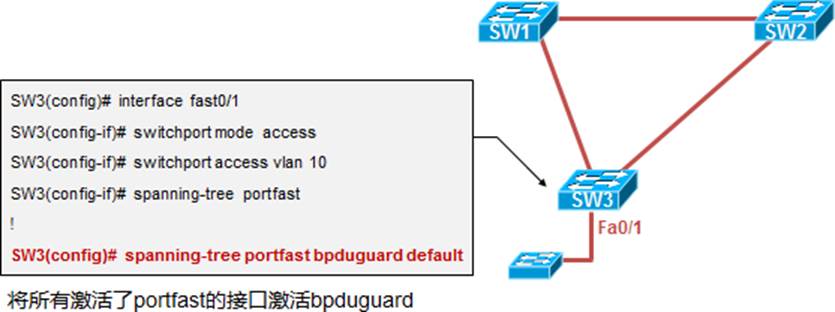 SW1
SW2
SW3(config)# interface fast0/1
SW3(config-if)# switchport mode access
SW3(config-if)# switchport access vlan 10
SW3(config-if)# spanning-tree portfast
!
SW3(config)# spanning-tree portfast bpduguard default
SW3
Fa0/1
将所有激活了portfast的接口激活bpduguard